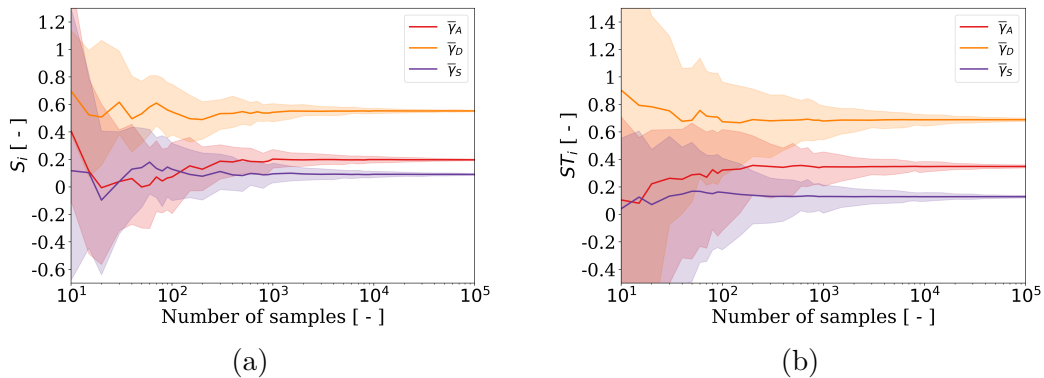 1.2
1
0.8
0.6
0.4
0.2
0
-0.2
-0.4
-0.6
S_i [ - ]
γ̅_A
γ̅_D
γ̅_S
10^1
10^2
10^3
10^4
10^5
Number of samples [ - ]
(a)
1.4
1.2
1
0.8
0.6
0.4
0.2
0
-0.2
-0.4
ST_i [ - ]
γ̅_A
γ̅_D
γ̅_S
10^1
10^2
10^3
10^4
10^5
Number of samples [ - ]
(b)